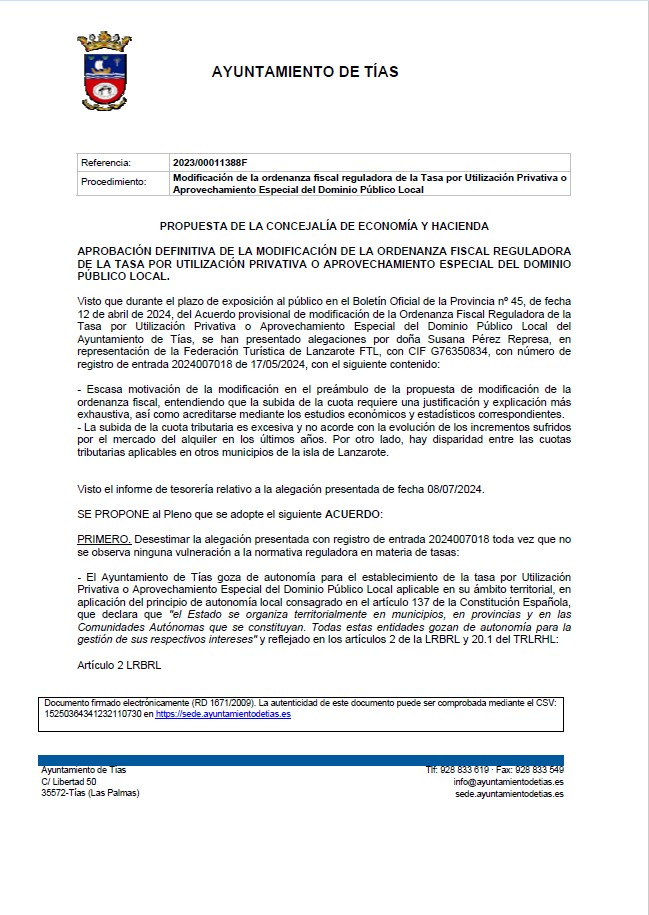 AYUNTAMIENTO DE TÍAS
Referencia: 2023/00011388F
Procedimiento: Modificación de la ordenanza fiscal reguladora de la Tasa por Utilización Privativa o
Aprovechamiento Especial del Dominio Público Local
PROPUESTA DE LA CONCEJALÍA DE ECONOMÍA Y HACIENDA
APROBACIÓN DEFINITIVA DE LA MODIFICACIÓN DE LA ORDENANZA FISCAL REGULADORA
DE LA TASA POR UTILIZACIÓN PRIVATIVA O APROVECHAMIENTO ESPECIAL DEL DOMINIO
PÚBLICO LOCAL.
Visto que durante el plazo de exposición al público en el Boletín Oficial de la Provincia nº 45, de fecha
12 de abril de 2024, del Acuerdo provisional de modificación de la Ordenanza Fiscal Reguladora de la
Tasa por Utilización Privativa o Aprovechamiento Especial del Dominio Público Local del
Ayuntamiento de Tías, se han presentado alegaciones por doña Susana Pérez Represa, en
representación de la Federación Turística de Lanzarote FTL, con CIF G76350834, con número de
registro de entrada 2024007018 de 17/05/2024, con el siguiente contenido:
- Escasa motivación de la modificación en el preámbulo de la propuesta de modificación de la
ordenanza fiscal, entendiendo que la subida de la cuota requiere una justificación y explicación más
exhaustiva, así como acreditarse mediante los estudios económicos y estadísticos correspondientes.
- La subida de la cuota tributaria es excesiva y no acorde con la evolución de los incrementos sufridos
por el mercado del alquiler en los últimos años. Por otro lado, hay disparidad entre las cuotas
tributarias aplicables en otros municipios de la isla de Lanzarote.
Visto el informe de tesorería relativo a la alegación presentada de fecha 08/07/2024.
SE PROPONE al Pleno que se adopte el siguiente ACUERDO:
PRIMERO. Desestimar la alegación presentada con registro de entrada 2024007018 toda vez que no
se observa ninguna vulneración a la normativa reguladora en materia de tasas:
- El Ayuntamiento de Tías goza de autonomía para el establecimiento de la tasa por Utilización
Privativa o Aprovechamiento Especial del Dominio Público Local aplicable en su ámbito territorial, en
aplicación del principio de autonomía local consagrado en el artículo 137 de la Constitución Española,
que declara que "el Estado se organiza territorialmente en municipios, en provincias y en las
Comunidades Autónomas que se constituyan. Todas estas entidades gozan de autonomía para la
gestión de sus respectivos intereses" y reflejado en los artículos 2 de la LRBRL y 20.1 del TRLRHL:
Artículo 2 LRBRL
Documento firmado electrónicamente (RD 1671/2009). La autenticidad de este documento puede ser comprobada mediante el CSV:
15250364341232110730 en https://sede.ayuntamientodetias.es
Ayuntamiento de Tías
C/ Libertad 50
35572-Tías (Las Palmas)
Tlf: 928 833 619 · Fax: 928 833 549
info@ayuntamientodetias.es
sede.ayuntamientodetias.es